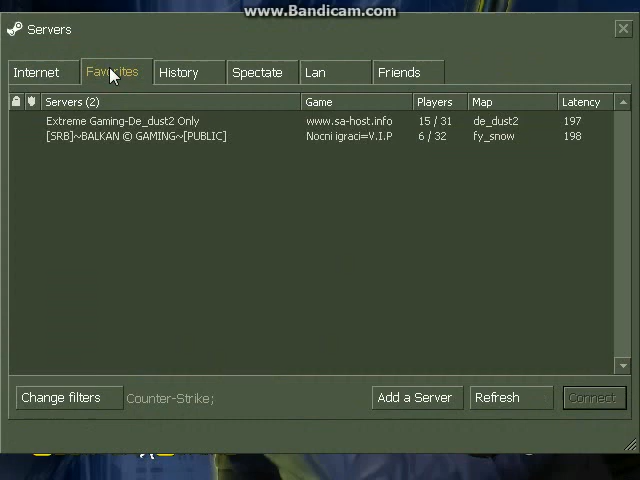 www.Bandicam.com
Servers
Internet Favorites History Spectate Lan Friends
Servers (2) Game Players Map Latency
Extreme Gaming-De_dust2 Only www.sa-host.info 15 / 31 de_dust2 197
[SRB]~BALKAN © GAMING~[PUBLIC] Nocni igraci=V.I.P 6 / 32 fy_snow 198
Change filters Counter-Strike; Add a Server Refresh Connect